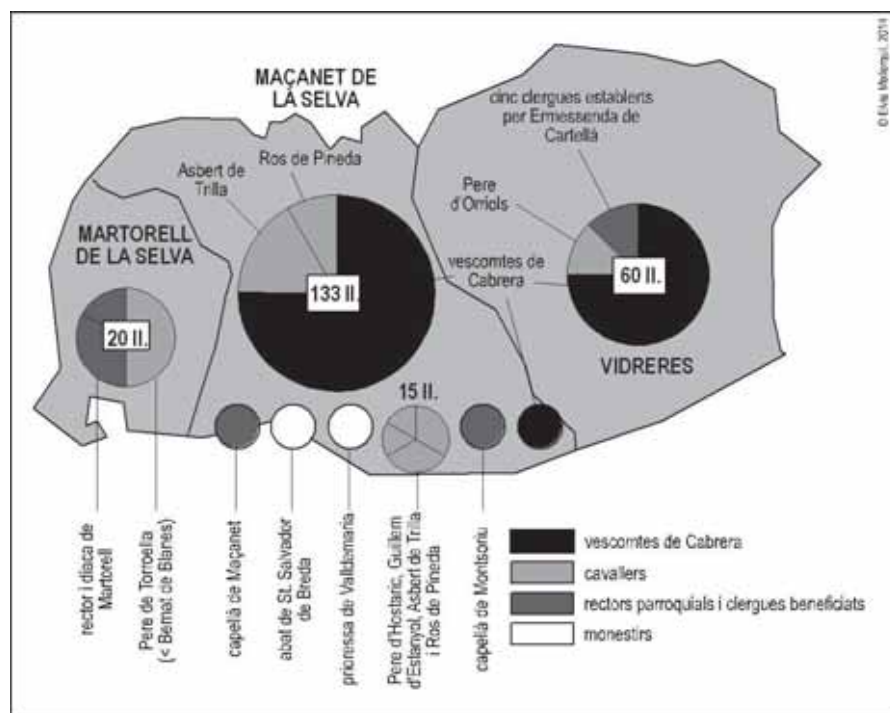 © Elvis Mallorquí, 2014
MAÇANET DE
LA SELVA
Ros de Pineda
Asbert de
Trilla
cinc clergues establerts
per Ermessenda de
Cartellà
Pere
d'Orriols
MARTORELL
DE LA SELVA
vescomtes de
Cabrera
133 ll.
60 ll.
20 ll.
VIDRERES
15 ll.
rector i diaca de
Martorell
Pere de Torroella
(< Bernat de Blanes)
capellà de Maçanet
abat de St. Salvador
de Breda
prioressa de Valldemaria
Pere d'Hostalric, Guillem
d'Estanyol, Asbert de Trilla
i Ros de Pineda
capellà de Montsoriu
vescomtes de Cabrera
cavallers
rectors parroquials i clergues beneficiats
monestirs